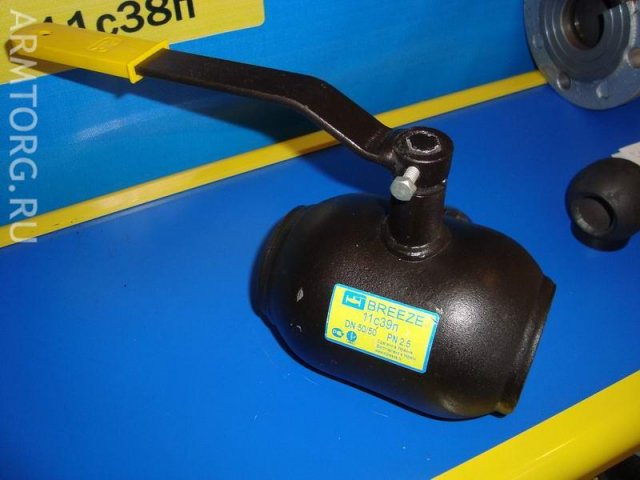 11с38п
ARMTORG.RU
BREEZE
11с39п
DN 50/50 PN 2.5